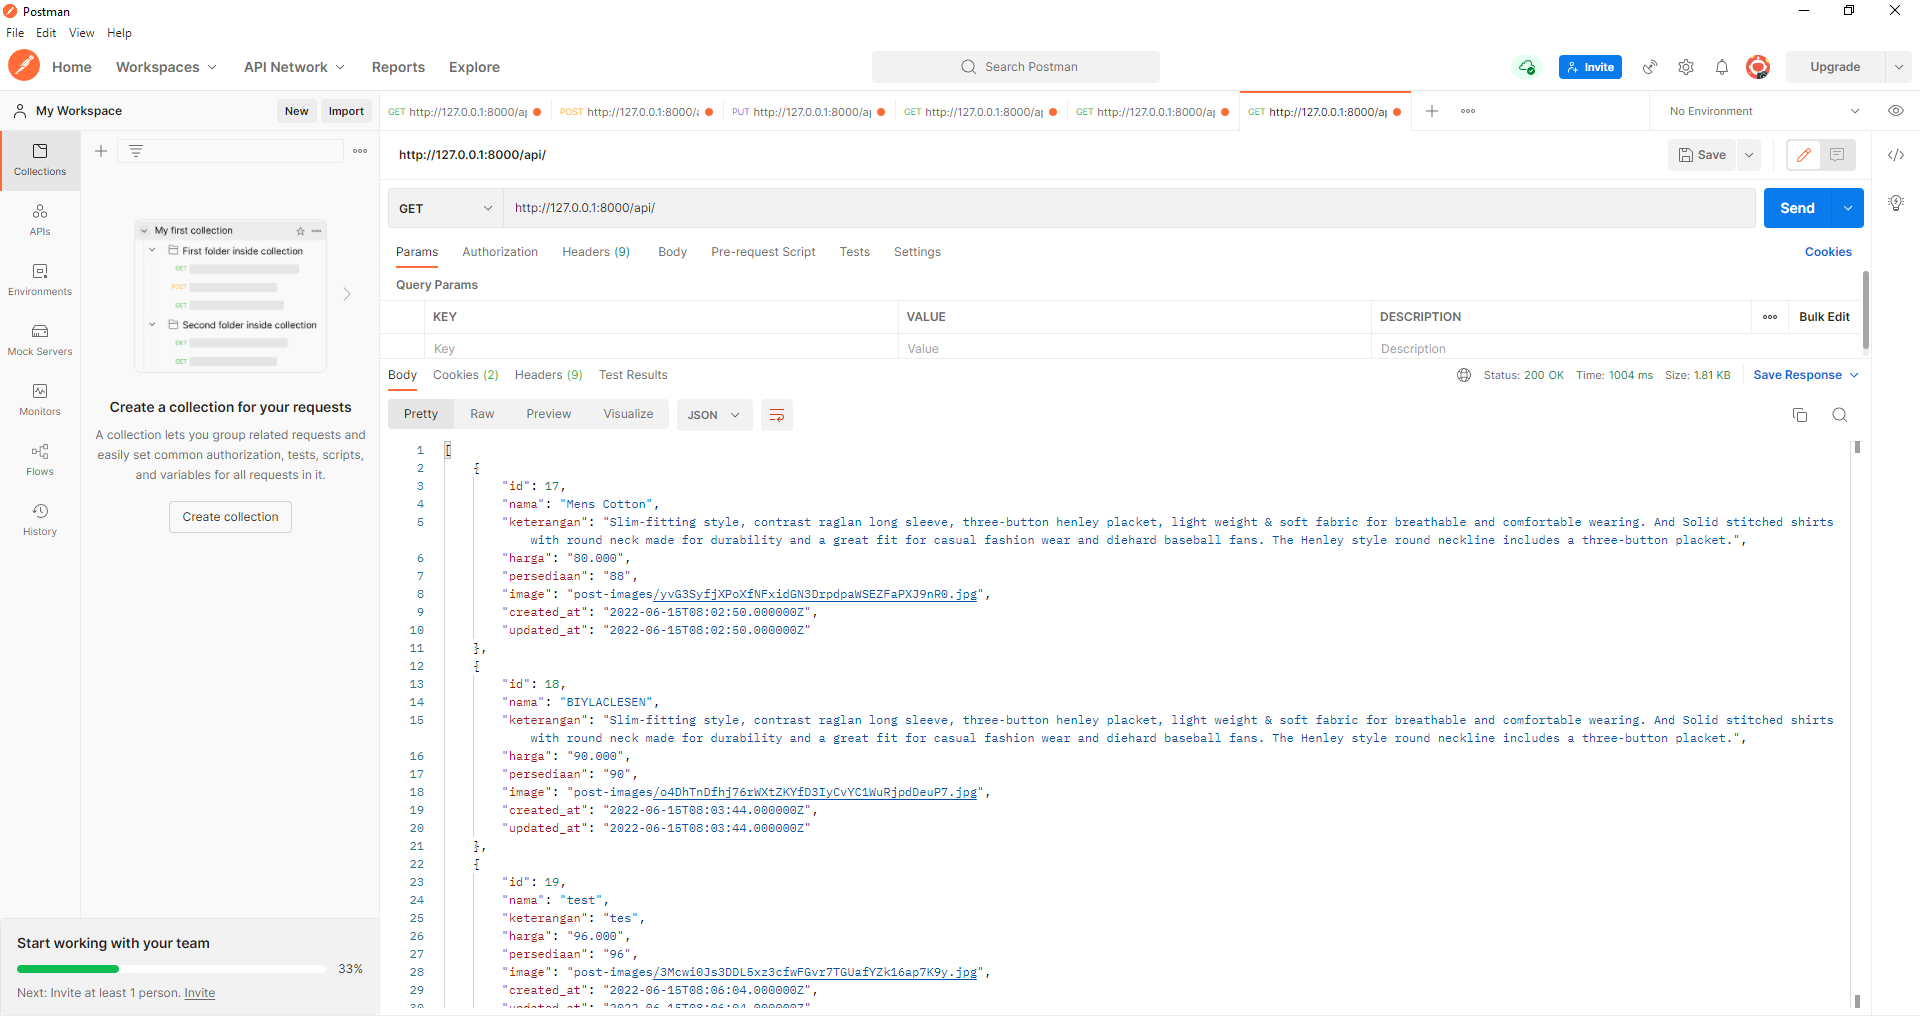 Postman
File Edit View Help
Home Workspaces API Network Reports Explore
Search Postman
Invite
Upgrade
My Workspace
New Import
GET http://127.0.0.1:8000/ap
POST http://127.0.0.1:8000/a
PUT http://127.0.0.1:8000/ap
GET http://127.0.0.1:8000/ap
GET http://127.0.0.1:8000/ap
GET http://127.0.0.1:8000/ap
No Environment
Collections
APIs
Environments
Mock Servers
Monitors
Flows
History
My first collection
First folder inside collection
GET
POST
GET
Second folder inside collection
GET
GET
Create a collection for your requests
A collection lets you group related requests and
easily set common authorization, tests, scripts,
and variables for all requests in it.
Create collection
Start working with your team
33%
Next: Invite at least 1 person. Invite
http://127.0.0.1:8000/api/
Save
GET http://127.0.0.1:8000/api/
Send
Params Authorization Headers (9) Body Pre-request Script Tests Settings
Cookies
Query Params
KEY VALUE DESCRIPTION
Bulk Edit
Key Value Description
Body Cookies (2) Headers (9) Test Results
Status: 200 OK Time: 1004 ms Size: 1.81 KB Save Response
Pretty Raw Preview Visualize JSON
1 [
2 {
3 "id": 17,
4 "nama": "Mens Cotton",
5 "keterangan": "Slim-fitting style, contrast raglan long sleeve, three-button henley placket, light weight & soft fabric for breathable and comfortable wearing. And Solid stitched shirts
with round neck made for durability and a great fit for casual fashion wear and diehard baseball fans. The Henley style round neckline includes a three-button placket.",
6 "harga": "80.000",
7 "persediaan": "88",
8 "image": "post-images/yvG3SyfjXPoXfNFxidGN3DrpdpaWSEZFaPXJ9nR0.jpg",
9 "created_at": "2022-06-15T08:02:50.000000Z",
10 "updated_at": "2022-06-15T08:02:50.000000Z"
11 },
12 {
13 "id": 18,
14 "nama": "BIYLACLESEN",
15 "keterangan": "Slim-fitting style, contrast raglan long sleeve, three-button henley placket, light weight & soft fabric for breathable and comfortable wearing. And Solid stitched shirts
with round neck made for durability and a great fit for casual fashion wear and diehard baseball fans. The Henley style round neckline includes a three-button placket.",
16 "harga": "90.000",
17 "persediaan": "90",
18 "image": "post-images/o4DhTnDfhj76rWXtZKYfD3IyCvYC1WuRjpdDeuP7.jpg",
19 "created_at": "2022-06-15T08:03:44.000000Z",
20 "updated_at": "2022-06-15T08:03:44.000000Z"
21 },
22 {
23 "id": 19,
24 "nama": "test",
25 "keterangan": "tes",
26 "harga": "96.000",
27 "persediaan": "96",
28 "image": "post-images/3Mcwi0Js3DDL5xz3cfwFGvr7TGUafYZk16ap7K9y.jpg",
29 "created_at": "2022-06-15T08:06:04.000000Z",
30 "updated_at": "2022-06-15T08:06:04.000000Z"